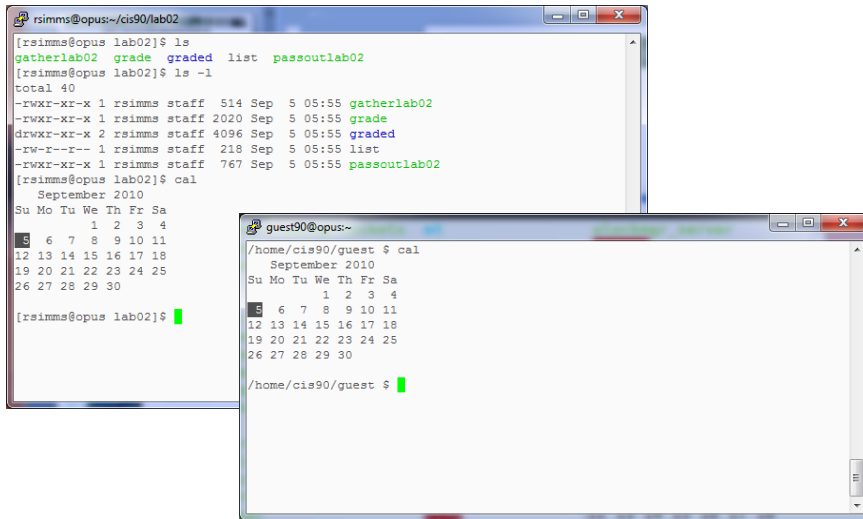 rsimms@opus:~/cis90/lab02
[rsimms@opus lab02]$ ls
gatherlab02  grade  graded  list  passoutlab02
[rsimms@opus lab02]$ ls -l
total 40
-rwxr-xr-x 1 rsimms staff  514 Sep  5 05:55 gatherlab02
-rwxr-xr-x 1 rsimms staff 2020 Sep  5 05:55 grade
drwxr-xr-x 2 rsimms staff 4096 Sep  5 05:55 graded
-rw-r--r-- 1 rsimms staff  218 Sep  5 05:55 list
-rwxr-xr-x 1 rsimms staff  767 Sep  5 05:55 passoutlab02
[rsimms@opus lab02]$ cal
   September 2010
Su Mo Tu We Th Fr Sa
          1  2  3  4
 5  6  7  8  9 10 11
12 13 14 15 16 17 18
19 20 21 22 23 24 25
26 27 28 29 30
[rsimms@opus lab02]$
guest90@opus:~
/home/cis90/guest $ cal
   September 2010
Su Mo Tu We Th Fr Sa
          1  2  3  4
 5  6  7  8  9 10 11
12 13 14 15 16 17 18
19 20 21 22 23 24 25
26 27 28 29 30
/home/cis90/guest $